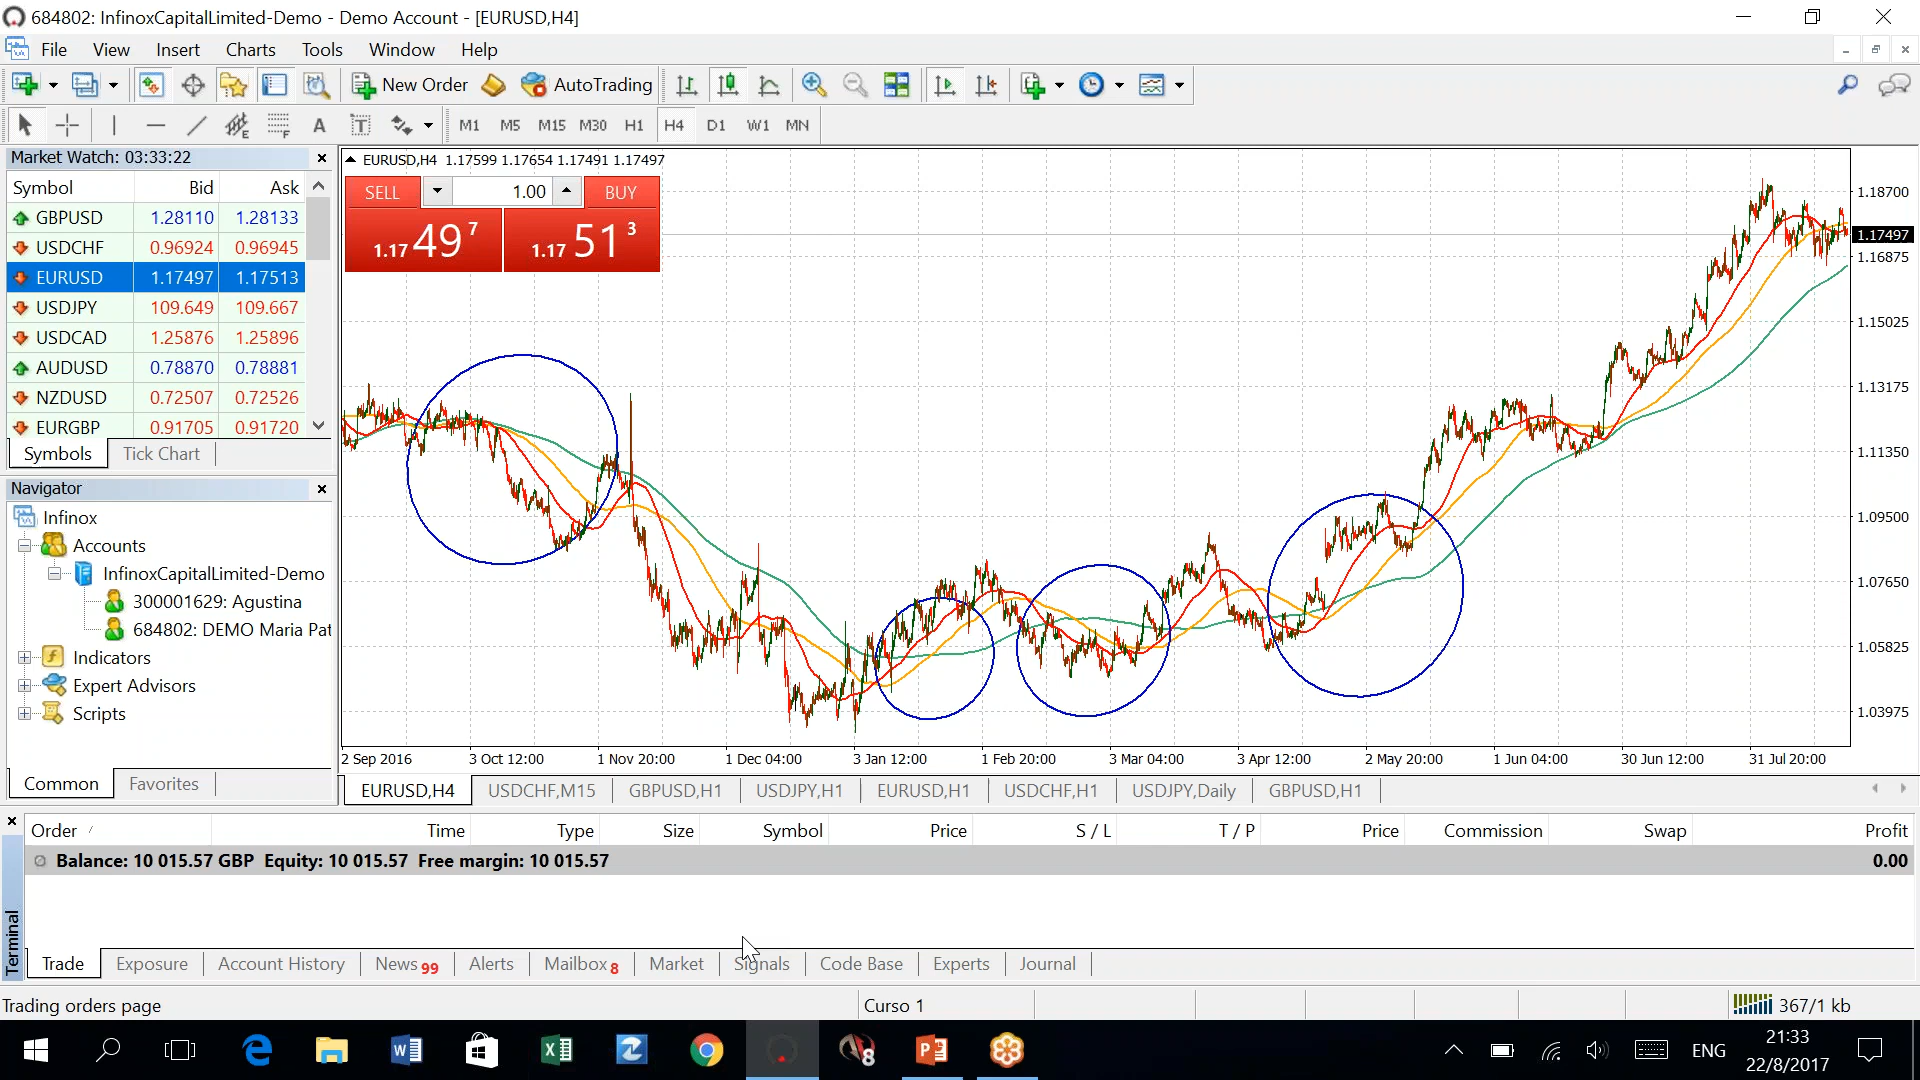 684802: InfinoxCapitalLimited-Demo - Demo Account - [EURUSD,H4]
File View Insert Charts Tools Window Help
New Order AutoTrading
A T M1 M5 M15 M30 H1 H4 D1 W1 MN
Market Watch: 03:33:22
Symbol Bid Ask
GBPUSD 1.28110 1.28133
USDCHF 0.96924 0.96945
EURUSD 1.17497 1.17513
USDJPY 109.649 109.667
USDCAD 1.25876 1.25896
AUDUSD 0.78870 0.78881
NZDUSD 0.72507 0.72526
EURGBP 0.91705 0.91720
Symbols Tick Chart
Navigator
Infinox
Accounts
InfinoxCapitalLimited-Demo
300001629: Agustina
684802: DEMO Maria Pat
Indicators
Expert Advisors
Scripts
Common Favorites
EURUSD,H4 1.17599 1.17654 1.17491 1.17497
SELL 1.00 BUY
1.17 49 7 1.17 51 3
1.18700
1.17497
1.16875
1.15025
1.13175
1.11350
1.09500
1.07650
1.05825
1.03975
2 Sep 2016 3 Oct 12:00 1 Nov 20:00 1 Dec 04:00 3 Jan 12:00 1 Feb 20:00 3 Mar 04:00 3 Apr 12:00 2 May 20:00 1 Jun 04:00 30 Jun 12:00 31 Jul 20:00
EURUSD,H4 USDCHF,M15 GBPUSD,H1 USDJPY,H1 EURUSD,H1 USDCHF,H1 USDJPY,Daily GBPUSD,H1
Order / Time Type Size Symbol Price S / L T / P Price Commission Swap Profit
Balance: 10 015.57 GBP Equity: 10 015.57 Free margin: 10 015.57 0.00
Terminal
Trade Exposure Account History News 99 Alerts Mailbox 8 Market Signals Code Base Experts Journal
Trading orders page Curso 1 367/1 kb
ENG 21:33
22/8/2017